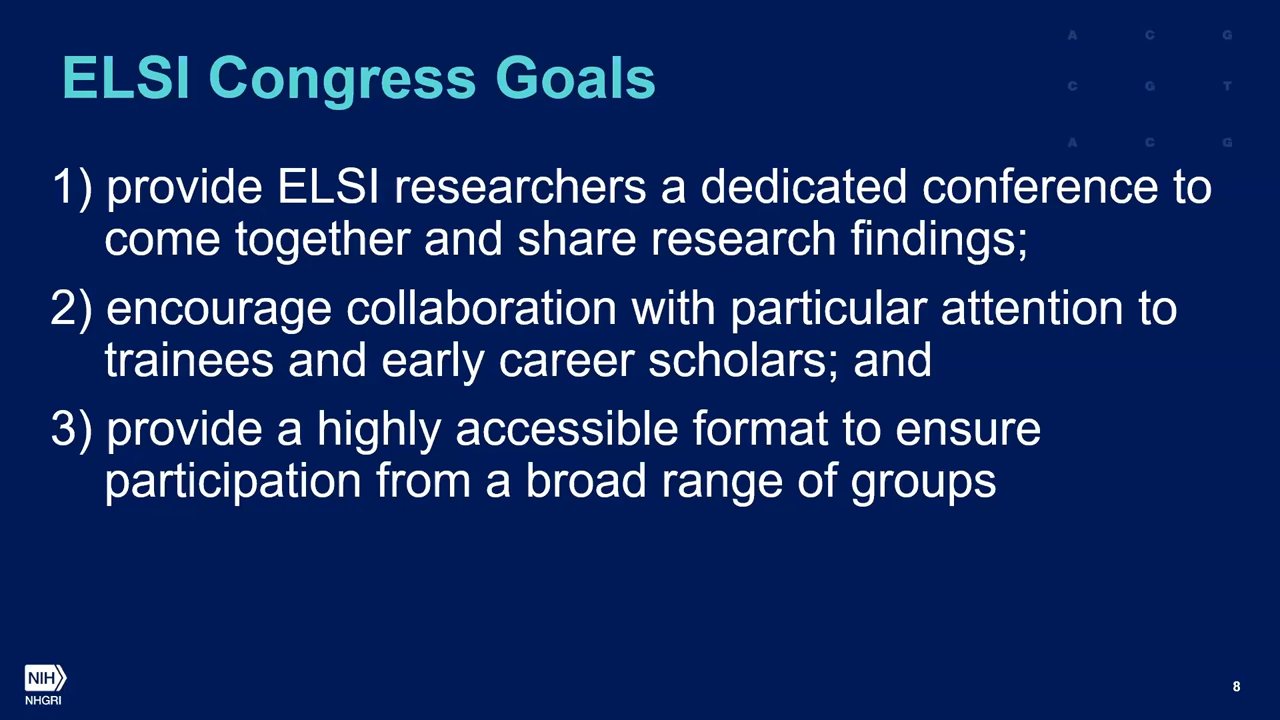 A C G
ELSI Congress Goals
C G T
A C G
1) provide ELSI researchers a dedicated conference to
come together and share research findings;
2) encourage collaboration with particular attention to
trainees and early career scholars; and
3) provide a highly accessible format to ensure
participation from a broad range of groups
NIH
NHGRI
8